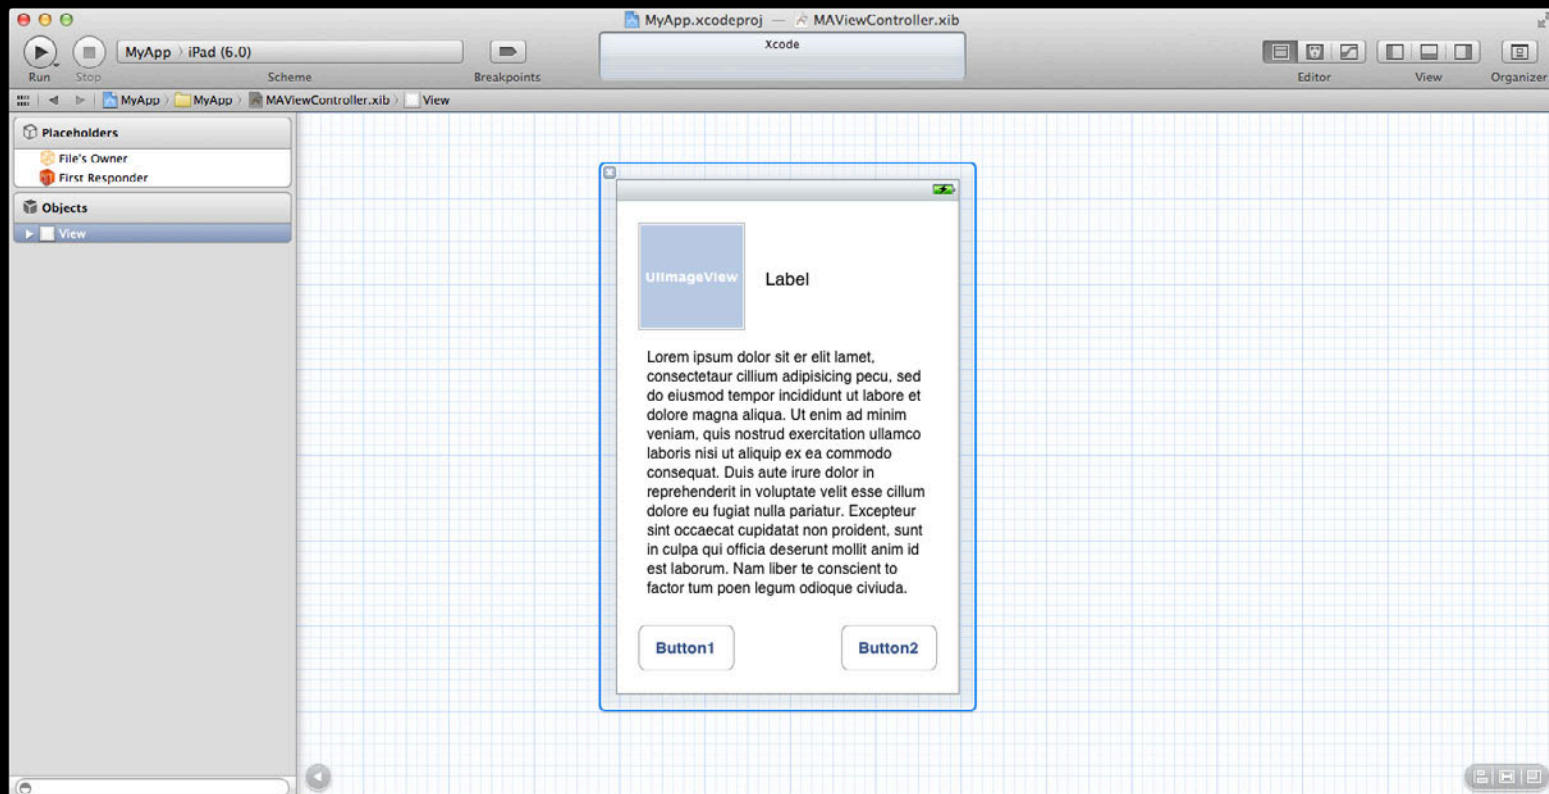 MyApp.xcodeproj — MAViewController.xib
MyApp › iPad (6.0)
Xcode
Run
Stop
Scheme
Breakpoints
Editor
View
Organizer
MyApp › MyApp › MAViewController.xib › View
Placeholders
File's Owner
First Responder
Objects
View
UIImageView
Label
Lorem ipsum dolor sit er elit lamet,
consectetaur cillium adipisicing pecu, sed
do eiusmod tempor incididunt ut labore et
dolore magna aliqua. Ut enim ad minim
veniam, quis nostrud exercitation ullamco
laboris nisi ut aliquip ex ea commodo
consequat. Duis aute irure dolor in
reprehenderit in voluptate velit esse cillum
dolore eu fugiat nulla pariatur. Excepteur
sint occaecat cupidatat non proident, sunt
in culpa qui officia deserunt mollit anim id
est laborum. Nam liber te conscient to
factor tum poen legum odioque civiuda.
Button1
Button2